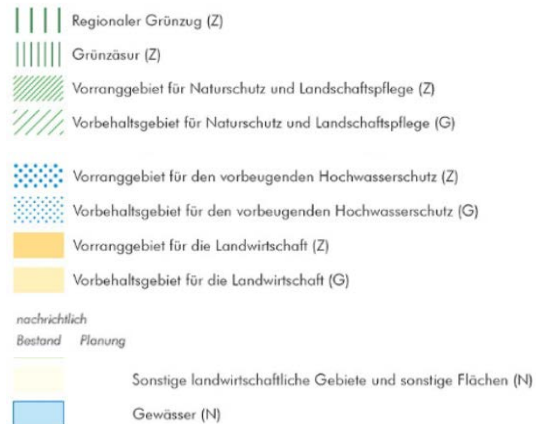 Regionaler Grünzug (Z)
Grünzäsur (Z)
Vorranggebiet für Naturschutz und Landschaftspflege (Z)
Vorbehaltsgebiet für Naturschutz und Landschaftspflege (G)
Vorranggebiet für den vorbeugenden Hochwasserschutz (Z)
Vorbehaltsgebiet für den vorbeugenden Hochwasserschutz (G)
Vorranggebiet für die Landwirtschaft (Z)
Vorbehaltsgebiet für die Landwirtschaft (G)
nachrichtlich
Bestand Planung
Sonstige landwirtschaftliche Gebiete und sonstige Flächen (N)
Gewässer (N)